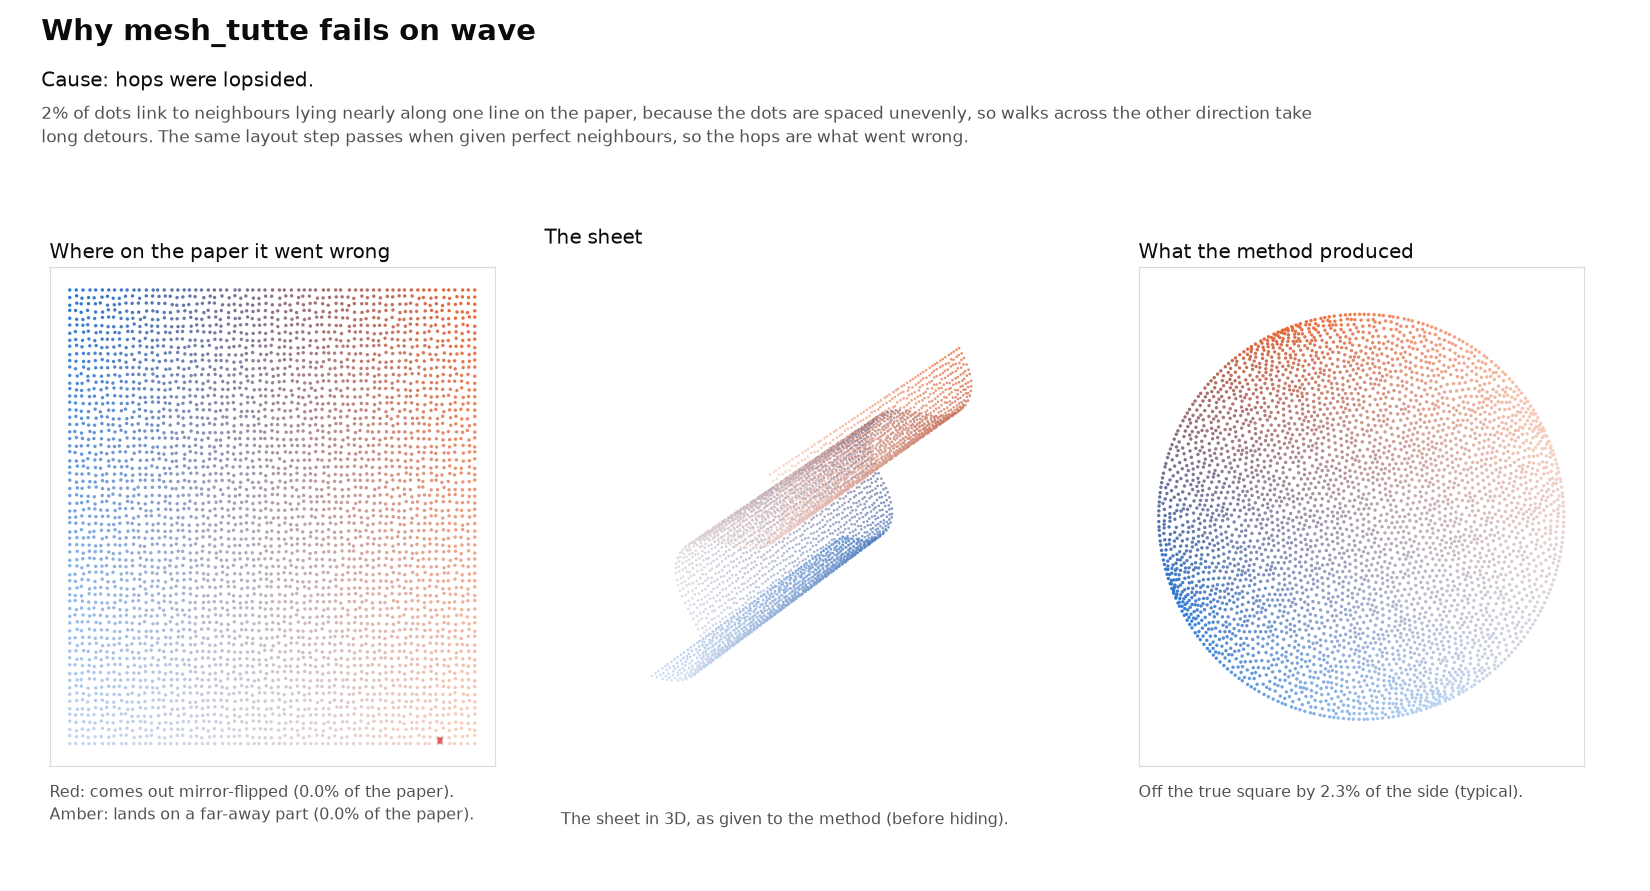 Why mesh_tutte fails on wave
Cause: hops were lopsided.
2% of dots link to neighbours lying nearly along one line on the paper, because the dots are spaced unevenly, so walks across the other direction take
long detours. The same layout step passes when given perfect neighbours, so the hops are what went wrong.
The sheet
Where on the paper it went wrong
What the method produced
Red: comes out mirror-flipped (0.0% of the paper).
Amber: lands on a far-away part (0.0% of the paper).
The sheet in 3D, as given to the method (before hiding).
Off the true square by 2.3% of the side (typical).